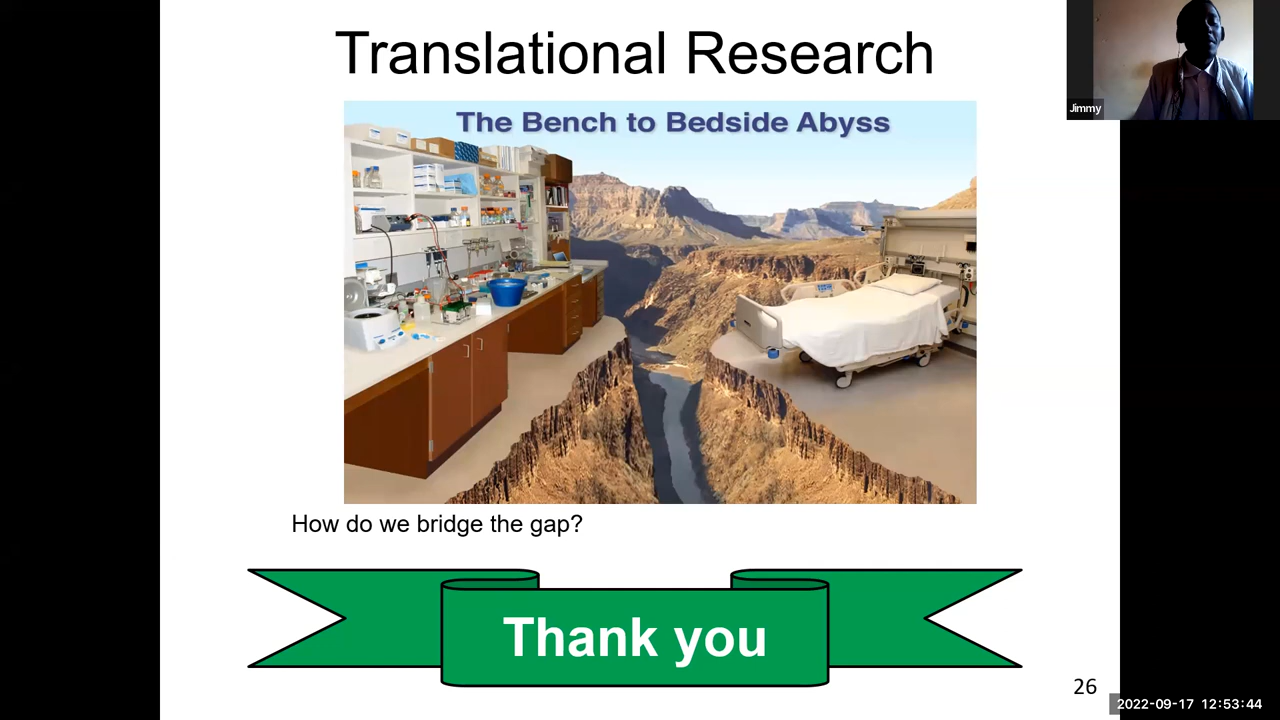 Translational Research
The Bench to Bedside Abyss
Jimmy
How do we bridge the gap?
Thank you
26
2022-09-17 12:53:44